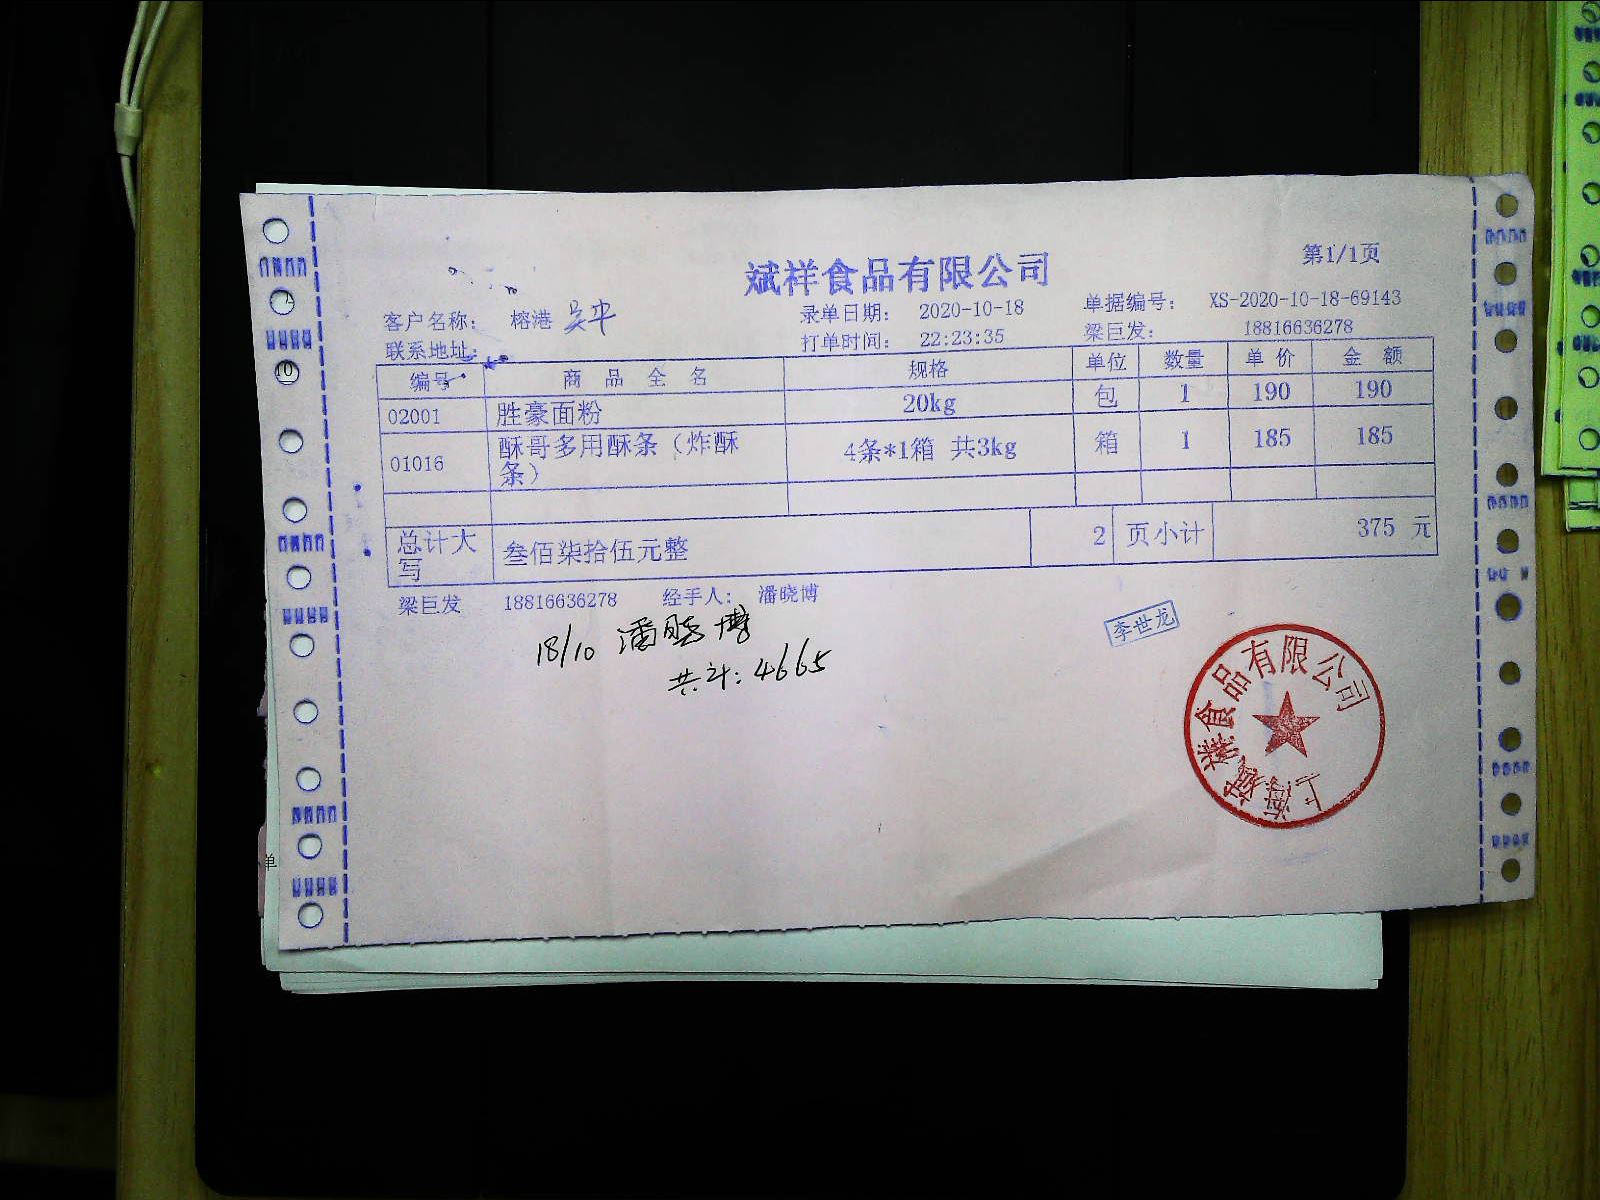 斌祥食品有限公司
第1/1页
客户名称： 榕港 吴平
录单日期： 2020-10-18
单据编号： XS-2020-10-18-69143
联系地址：
打单时间： 22:23:35
梁巨发： 18816636278
编号 商 品 全 名 规格 单位 数量 单 价 金 额
02001 胜豪面粉 20kg 包 1 190 190
01016 酥哥多用酥条（炸酥条） 4条*1箱 共3kg 箱 1 185 185
总计大写 叁佰柒拾伍元整 2 页小计 375 元
梁巨发 18816636278 经手人： 潘晓博
18/10 潘晓博
共计：4665
李世龙
上海斌祥食品有限公司
单